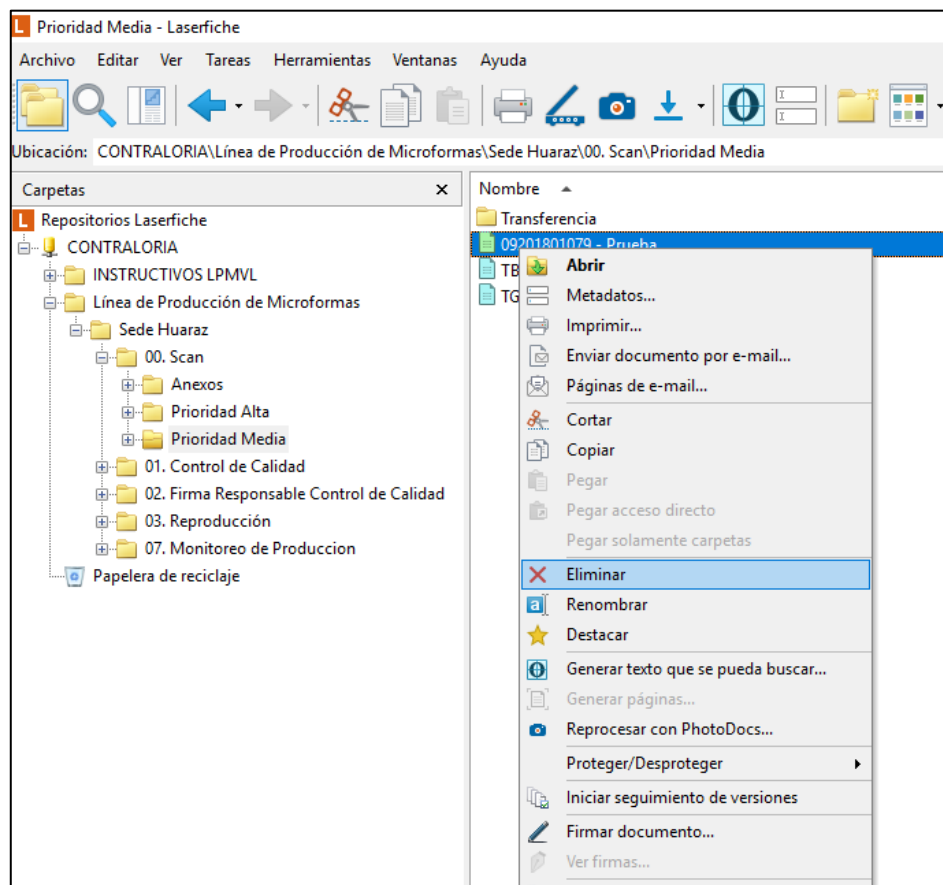 Prioridad Media - Laserfiche
Archivo Editar Ver Tareas Herramientas Ventanas Ayuda
Ubicación: CONTRALORIA\Línea de Producción de Microformas\Sede Huaraz\00. Scan\Prioridad Media
Carpetas
Repositorios Laserfiche
CONTRALORIA
INSTRUCTIVOS LPMVL
Línea de Producción de Microformas
Sede Huaraz
00. Scan
Anexos
Prioridad Alta
Prioridad Media
01. Control de Calidad
02. Firma Responsable Control de Calidad
03. Reproducción
07. Monitoreo de Produccion
Papelera de reciclaje
Nombre
Transferencia
09201801079 - Prueba
TB
TG
Abrir
Metadatos...
Imprimir...
Enviar documento por e-mail...
Páginas de e-mail...
Cortar
Copiar
Pegar
Pegar acceso directo
Pegar solamente carpetas
Eliminar
Renombrar
Destacar
Generar texto que se pueda buscar...
Generar páginas...
Reprocesar con PhotoDocs...
Proteger/Desproteger
Iniciar seguimiento de versiones
Firmar documento...
Ver firmas...